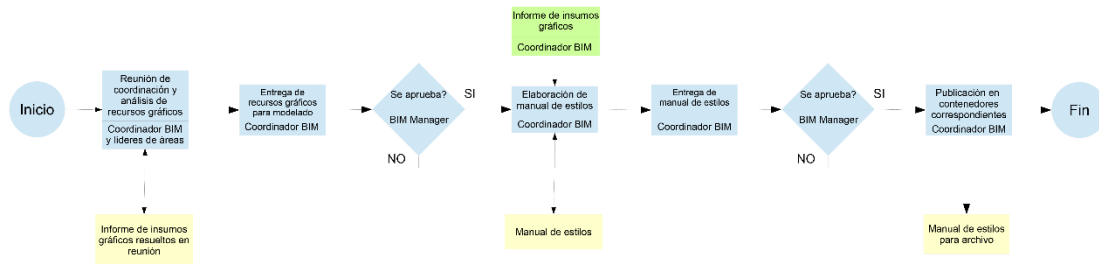 Inicio
Reunión de
coordinación y
análisis de
recursos gráficos
Coordinador BIM
y lideres de áreas
Informe de insumos
gráficos resueltos en
reunión
Entrega de
recursos gráficos
para modelado
Coordinador BIM
Se aprueba?
BIM Manager
SI
NO
Informe de insumos
gráficos
Coordinador BIM
Elaboración de
manual de estilos
Coordinador BIM
Manual de estilos
Entrega de
manual de estilos
Coordinador BIM
Se aprueba?
BIM Manager
SI
NO
Publicación en
contenedores
correspondientes
Coordinador BIM
Manual de estilos
para archivo
Fin